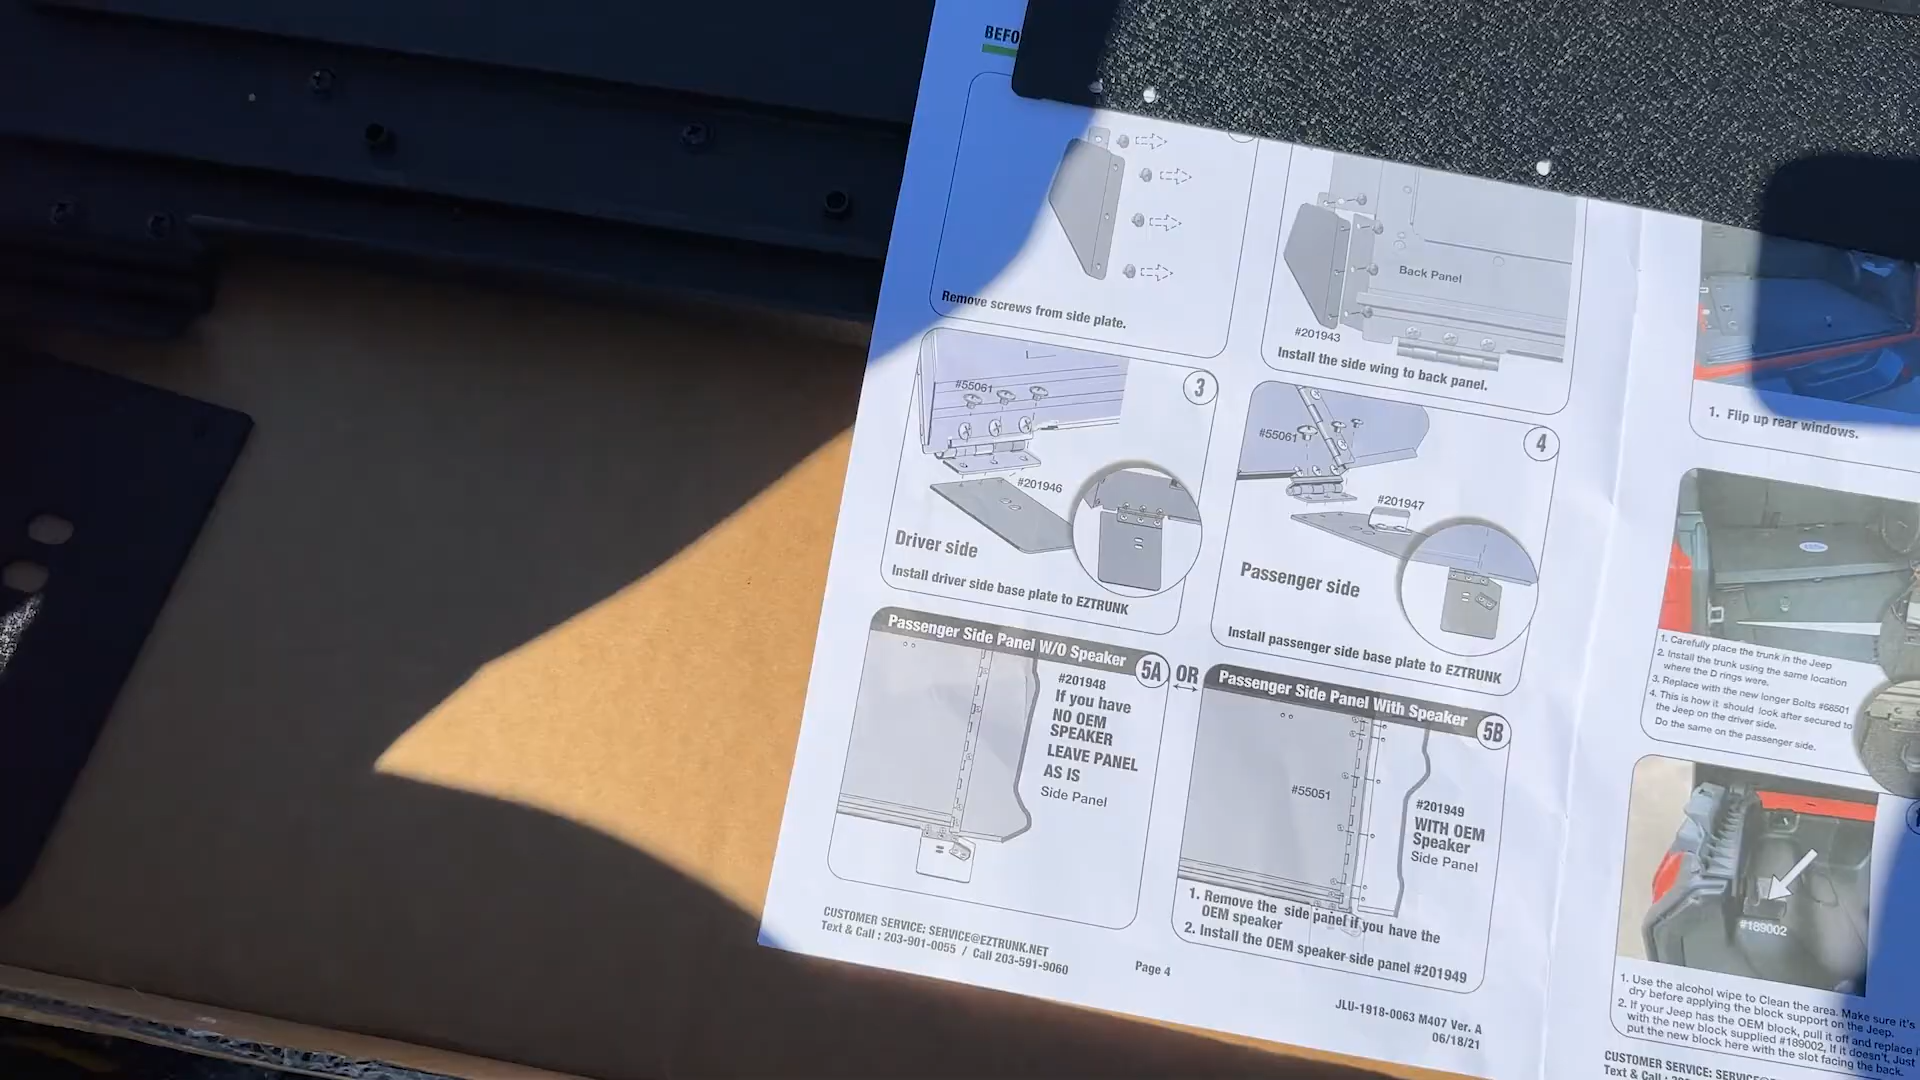 BEFO
Remove screws from side plate.
Back Panel
#201943
Install the side wing to back panel.
3
#55061
#201946
Driver side
Install driver side base plate to EZTRUNK
4
#55061
#201947
Passenger side
Install passenger side base plate to EZTRUNK
Passenger Side Panel W/O Speaker
5A
#201948
If you have
NO OEM
SPEAKER
LEAVE PANEL
AS IS
Side Panel
OR
Passenger Side Panel With Speaker
5B
#55051
#201949
WITH OEM
Speaker
Side Panel
1. Remove the side panel if you have the
OEM speaker
2. Install the OEM speaker side panel #201949
CUSTOMER SERVICE: SERVICE@EZTRUNK.NET
Text & Call : 203-901-0055 / Call 203-591-9060
Page 4
JLU-1918-0063 M407 Ver. A
06/18/21
1. Flip up rear windows.
1. Carefully place the trunk in the Jeep
2. Install the trunk using the same location
where the D rings were.
3. Replace with the new longer Bolts #68501
4. This is how it should look after secured to
the Jeep on the driver side.
Do the same on the passenger side.
#189002
1. Use the alcohol wipe to Clean the area. Make sure it's
dry before applying the block support on the Jeep.
2. If your Jeep has the OEM block, pull it off and replace
with the new block supplied #189002, If it doesn't, Just
put the new block here with the slot facing the back.
CUSTOMER SERVICE: SERVIC
Text & Call : 20